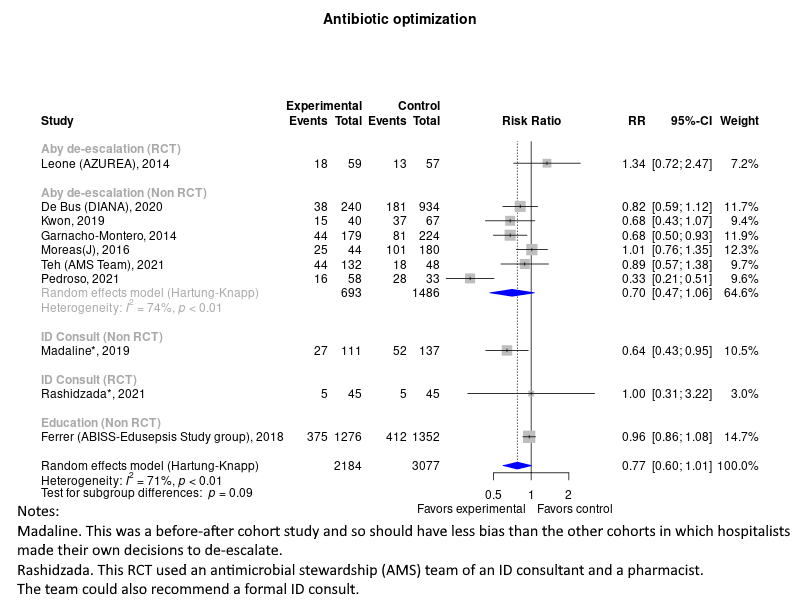 Antibiotic optimization
Experimental Control
Study Events Total Events Total Risk Ratio RR 95%-CI Weight
Aby de-escalation (RCT)
Leone (AZUREA), 2014 18 59 13 57 1.34 [0.72; 2.47] 7.2%
Aby de-escalation (Non RCT)
De Bus (DIANA), 2020 38 240 181 934 0.82 [0.59; 1.12] 11.7%
Kwon, 2019 15 40 37 67 0.68 [0.43; 1.07] 9.4%
Garnacho-Montero, 2014 44 179 81 224 0.68 [0.50; 0.93] 11.9%
Moreas(J), 2016 25 44 101 180 1.01 [0.76; 1.35] 12.3%
Teh (AMS Team), 2021 44 132 18 48 0.89 [0.57; 1.38] 9.7%
Pedroso, 2021 16 58 28 33 0.33 [0.21; 0.51] 9.7%
Random effects model (Hartung-Knapp) 693 1486 0.70 [0.47; 1.06] 64.6%
Heterogeneity: I² = 74%, p < 0.01
ID Consult (Non RCT)
Madaline*, 2019 27 111 52 137 0.64 [0.43; 0.95] 10.5%
ID Consult (RCT)
Rashidzada*, 2021 5 45 5 45 1.00 [0.31; 3.22] 3.0%
Education (Non RCT)
Ferrer (ABISS-Edusepsis Study group), 2018 375 1276 412 1352 0.96 [0.86; 1.08] 14.7%
Random effects model (Hartung-Knapp) 2184 3077 0.77 [0.60; 1.01] 100.0%
Heterogeneity: I² = 71%, p < 0.01
Test for subgroup differences: p = 0.09
0.5 1 2
Favors experimental Favors control
Notes:
Madaline. This was a before-after cohort study and so should have less bias than the other cohorts in which hospitalists
made their own decisions to de-escalate.
Rashidzada. This RCT used an antimicrobial stewardship (AMS) team of an ID consultant and a pharmacist.
The team could also recommend a formal ID consult.